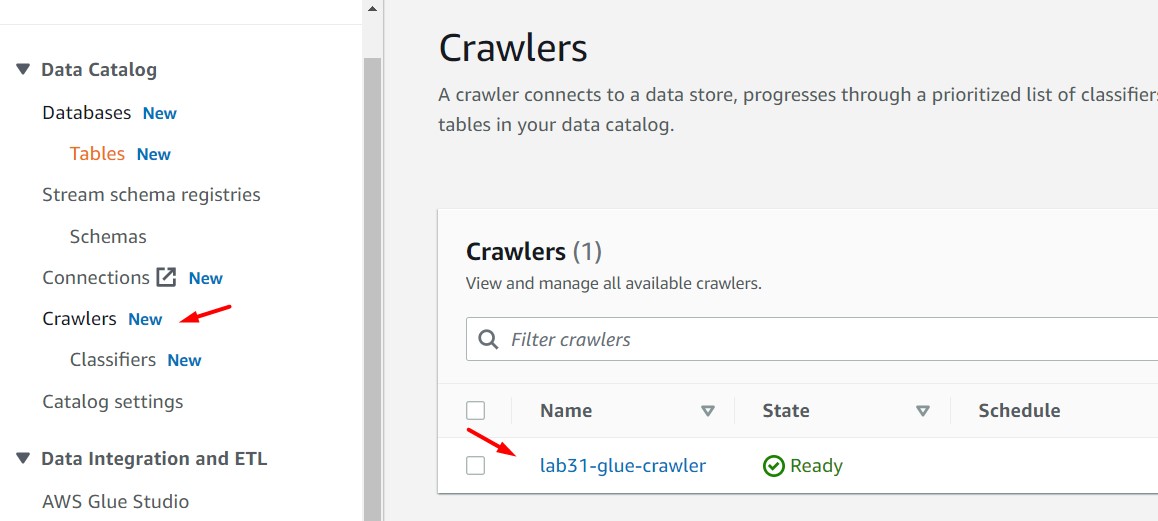 Data Catalog
Databases New
Tables New
Stream schema registries
Schemas
Connections New
Crawlers New
Classifiers New
Catalog settings
Data Integration and ETL
AWS Glue Studio
Crawlers
A crawler connects to a data store, progresses through a prioritized list of classifiers
tables in your data catalog.
Crawlers (1)
View and manage all available crawlers.
Filter crawlers
Name State Schedule
lab31-glue-crawler Ready